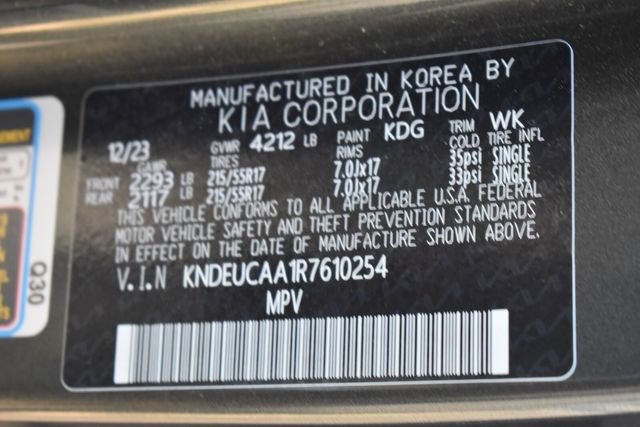 MANUFACTURED IN KOREA BY
KIA CORPORATION
12/23 GVWR 4212 LB PAINT KDG TRIM WK
GAWR TIRES RIMS COLD TIRE INFL
FRONT 2293 LB 215/55R17 7.0Jx17 35psi SINGLE
REAR 2117 LB 215/55R17 7.0Jx17 33psi SINGLE
THIS VEHICLE CONFORMS TO ALL APPLICABLE U.S.A. FEDERAL
MOTOR VEHICLE SAFETY AND THEFT PREVENTION STANDARDS
IN EFFECT ON THE DATE OF MANUFACTURE SHOWN ABOVE.
V.I.N KNDEUCAA1R7610254
MPV
Q30